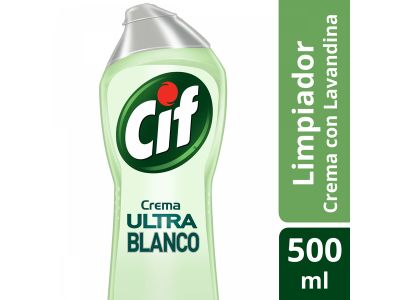 Cif
Crema
ULTRA
BLANCO
Limpiador
Crema con Lavandina
500
ml